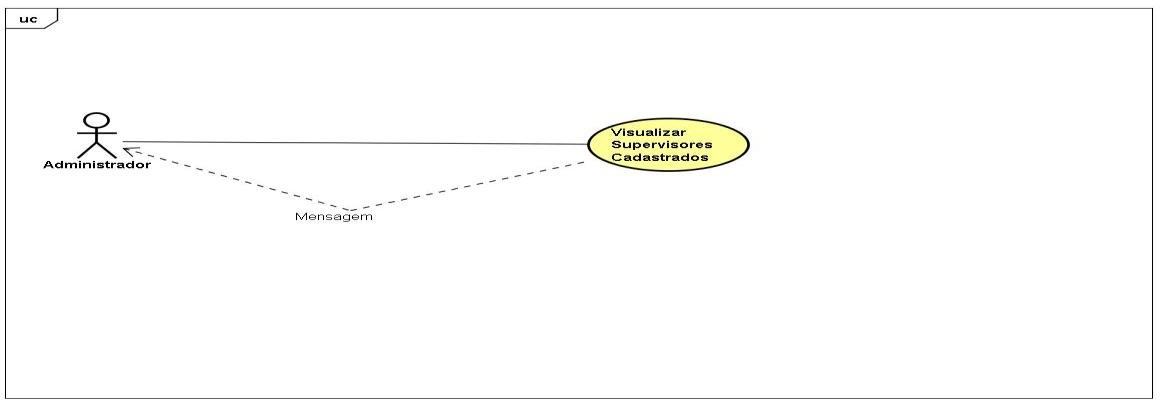 uc
Visualizar
Supervisores
Cadastrados
Administrador
Mensagem